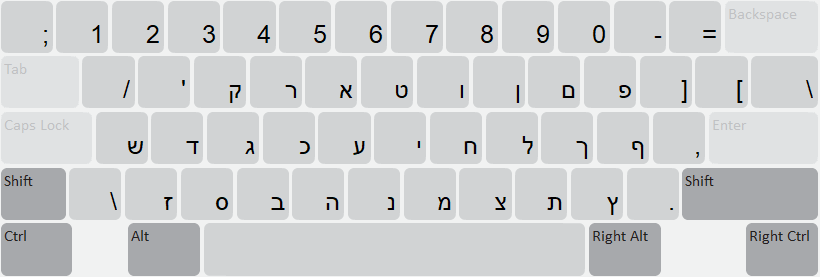 ; 1 2 3 4 5 6 7 8 9 0 - = Backspace
Tab / ' ק ר א ט ו ן ם פ ] [ \
Caps Lock ש ד ג כ ע י ח ל ך ף , Enter
Shift \ ז ס ב ה נ מ צ ת ץ . Shift
Ctrl Alt Right Alt Right Ctrl